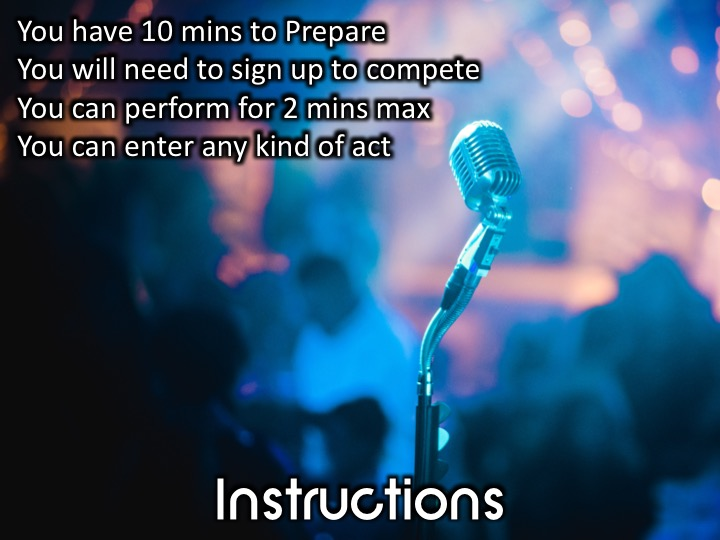 You have 10 mins to Prepare
You will need to sign up to compete
You can perform for 2 mins max
You can enter any kind of act
Instructions